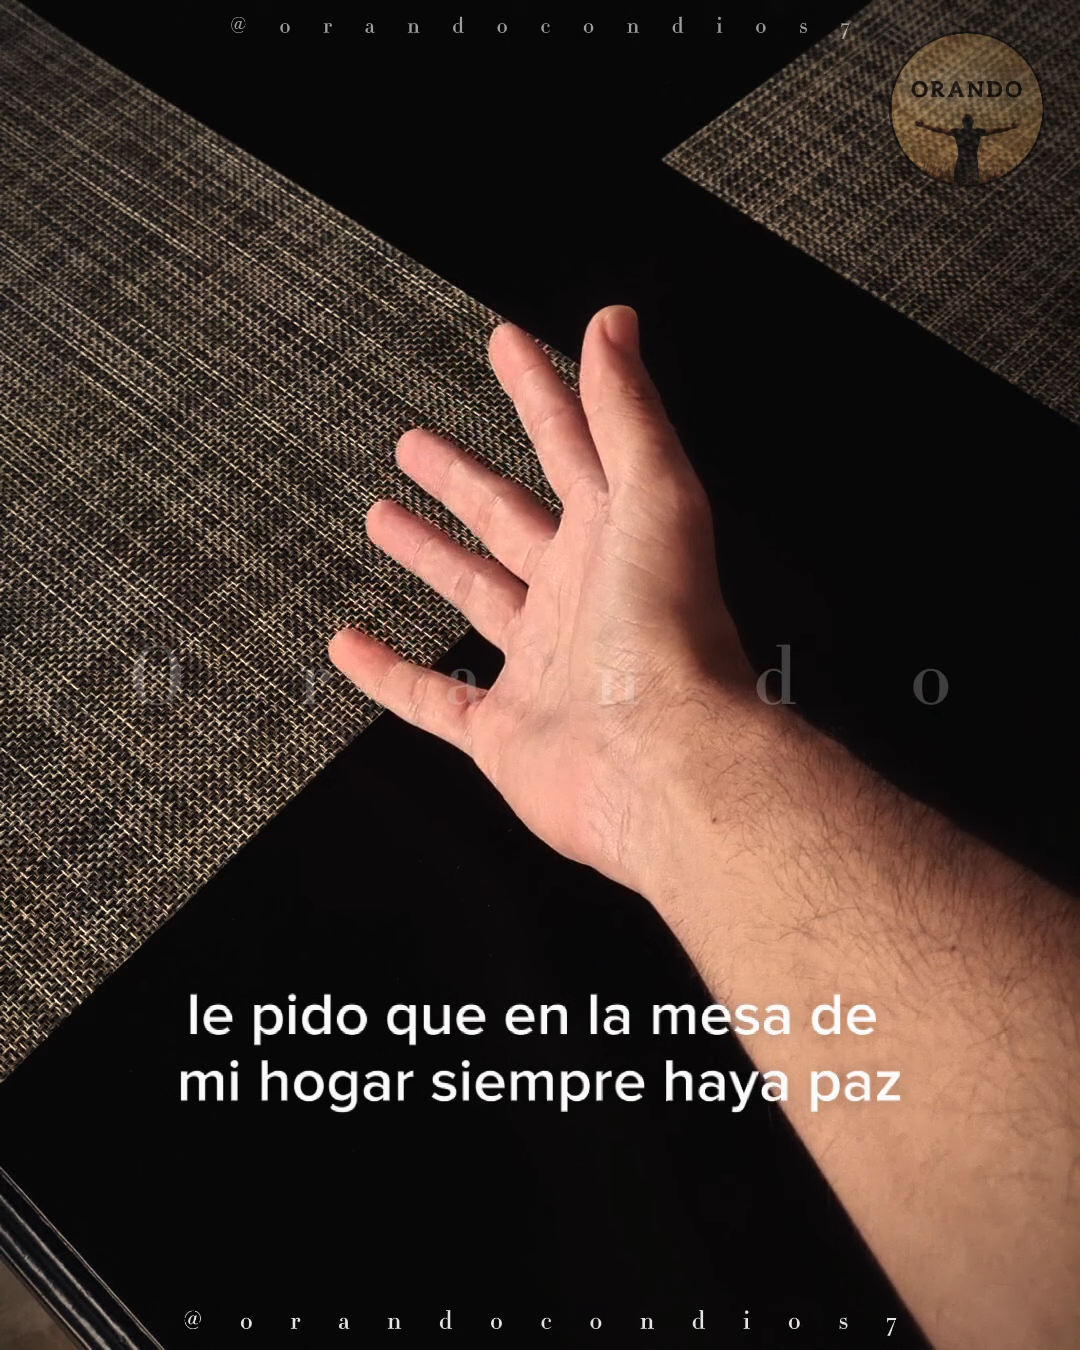 @orandocondios7
ORANDO
Orando
le pido que en la mesa de
mi hogar siempre haya paz
@orandocondios7